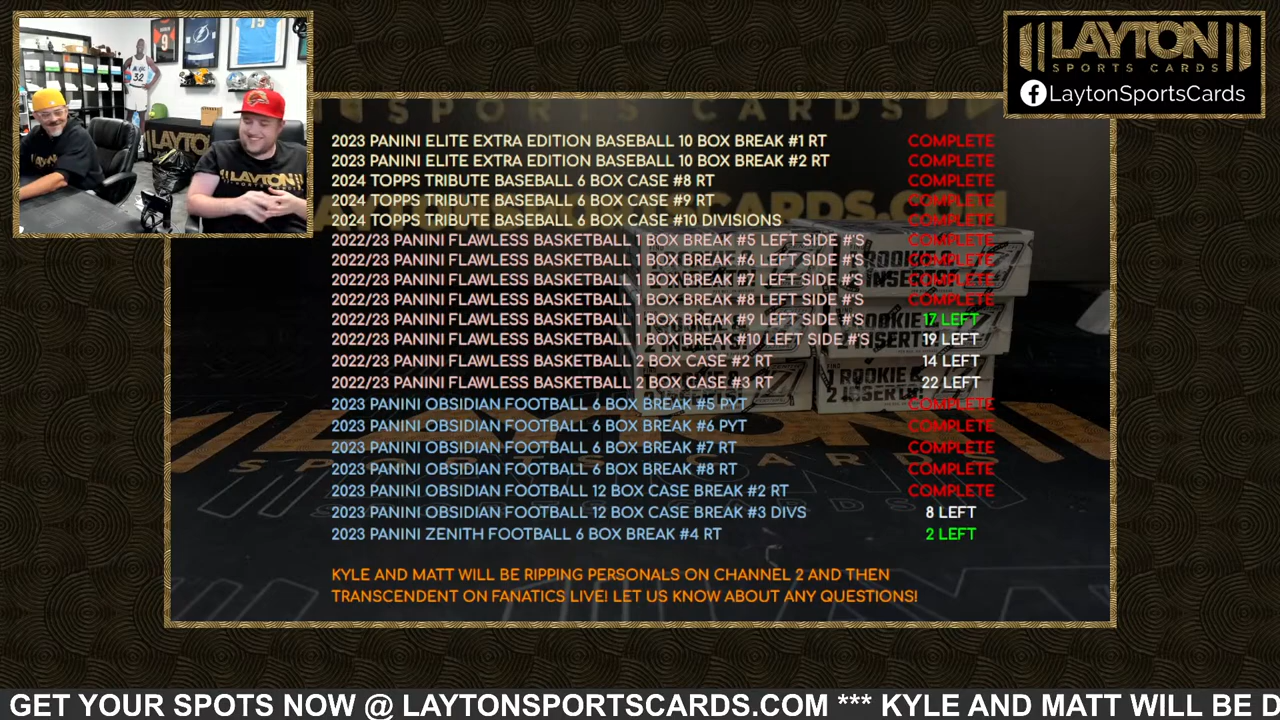 LAYTON
SPORTS CARDS
LaytonSportsCards
2023 PANINI ELITE EXTRA EDITION BASEBALL 10 BOX BREAK #1 RT COMPLETE
2023 PANINI ELITE EXTRA EDITION BASEBALL 10 BOX BREAK #2 RT COMPLETE
2024 TOPPS TRIBUTE BASEBALL 6 BOX CASE #8 RT COMPLETE
2024 TOPPS TRIBUTE BASEBALL 6 BOX CASE #9 RT COMPLETE
2024 TOPPS TRIBUTE BASEBALL 6 BOX CASE #10 DIVISIONS COMPLETE
2022/23 PANINI FLAWLESS BASKETBALL 1 BOX BREAK #5 LEFT SIDE #'S COMPLETE
2022/23 PANINI FLAWLESS BASKETBALL 1 BOX BREAK #6 LEFT SIDE #'S COMPLETE
2022/23 PANINI FLAWLESS BASKETBALL 1 BOX BREAK #7 LEFT SIDE #'S COMPLETE
2022/23 PANINI FLAWLESS BASKETBALL 1 BOX BREAK #8 LEFT SIDE #'S COMPLETE
2022/23 PANINI FLAWLESS BASKETBALL 1 BOX BREAK #9 LEFT SIDE #'S 17 LEFT
2022/23 PANINI FLAWLESS BASKETBALL 1 BOX BREAK #10 LEFT SIDE #'S 19 LEFT
2022/23 PANINI FLAWLESS BASKETBALL 2 BOX CASE #2 RT 14 LEFT
2022/23 PANINI FLAWLESS BASKETBALL 2 BOX CASE #3 RT 22 LEFT
2023 PANINI OBSIDIAN FOOTBALL 6 BOX BREAK #5 PYT COMPLETE
2023 PANINI OBSIDIAN FOOTBALL 6 BOX BREAK #6 PYT COMPLETE
2023 PANINI OBSIDIAN FOOTBALL 6 BOX BREAK #7 RT COMPLETE
2023 PANINI OBSIDIAN FOOTBALL 6 BOX BREAK #8 RT COMPLETE
2023 PANINI OBSIDIAN FOOTBALL 12 BOX CASE BREAK #2 RT COMPLETE
2023 PANINI OBSIDIAN FOOTBALL 12 BOX CASE BREAK #3 DIVS 8 LEFT
2023 PANINI ZENITH FOOTBALL 6 BOX BREAK #4 RT 2 LEFT
KYLE AND MATT WILL BE RIPPING PERSONALS ON CHANNEL 2 AND THEN
TRANSCENDENT ON FANATICS LIVE! LET US KNOW ABOUT ANY QUESTIONS!
GET YOUR SPOTS NOW @ LAYTONSPORTSCARDS.COM *** KYLE AND MATT WILL BE D